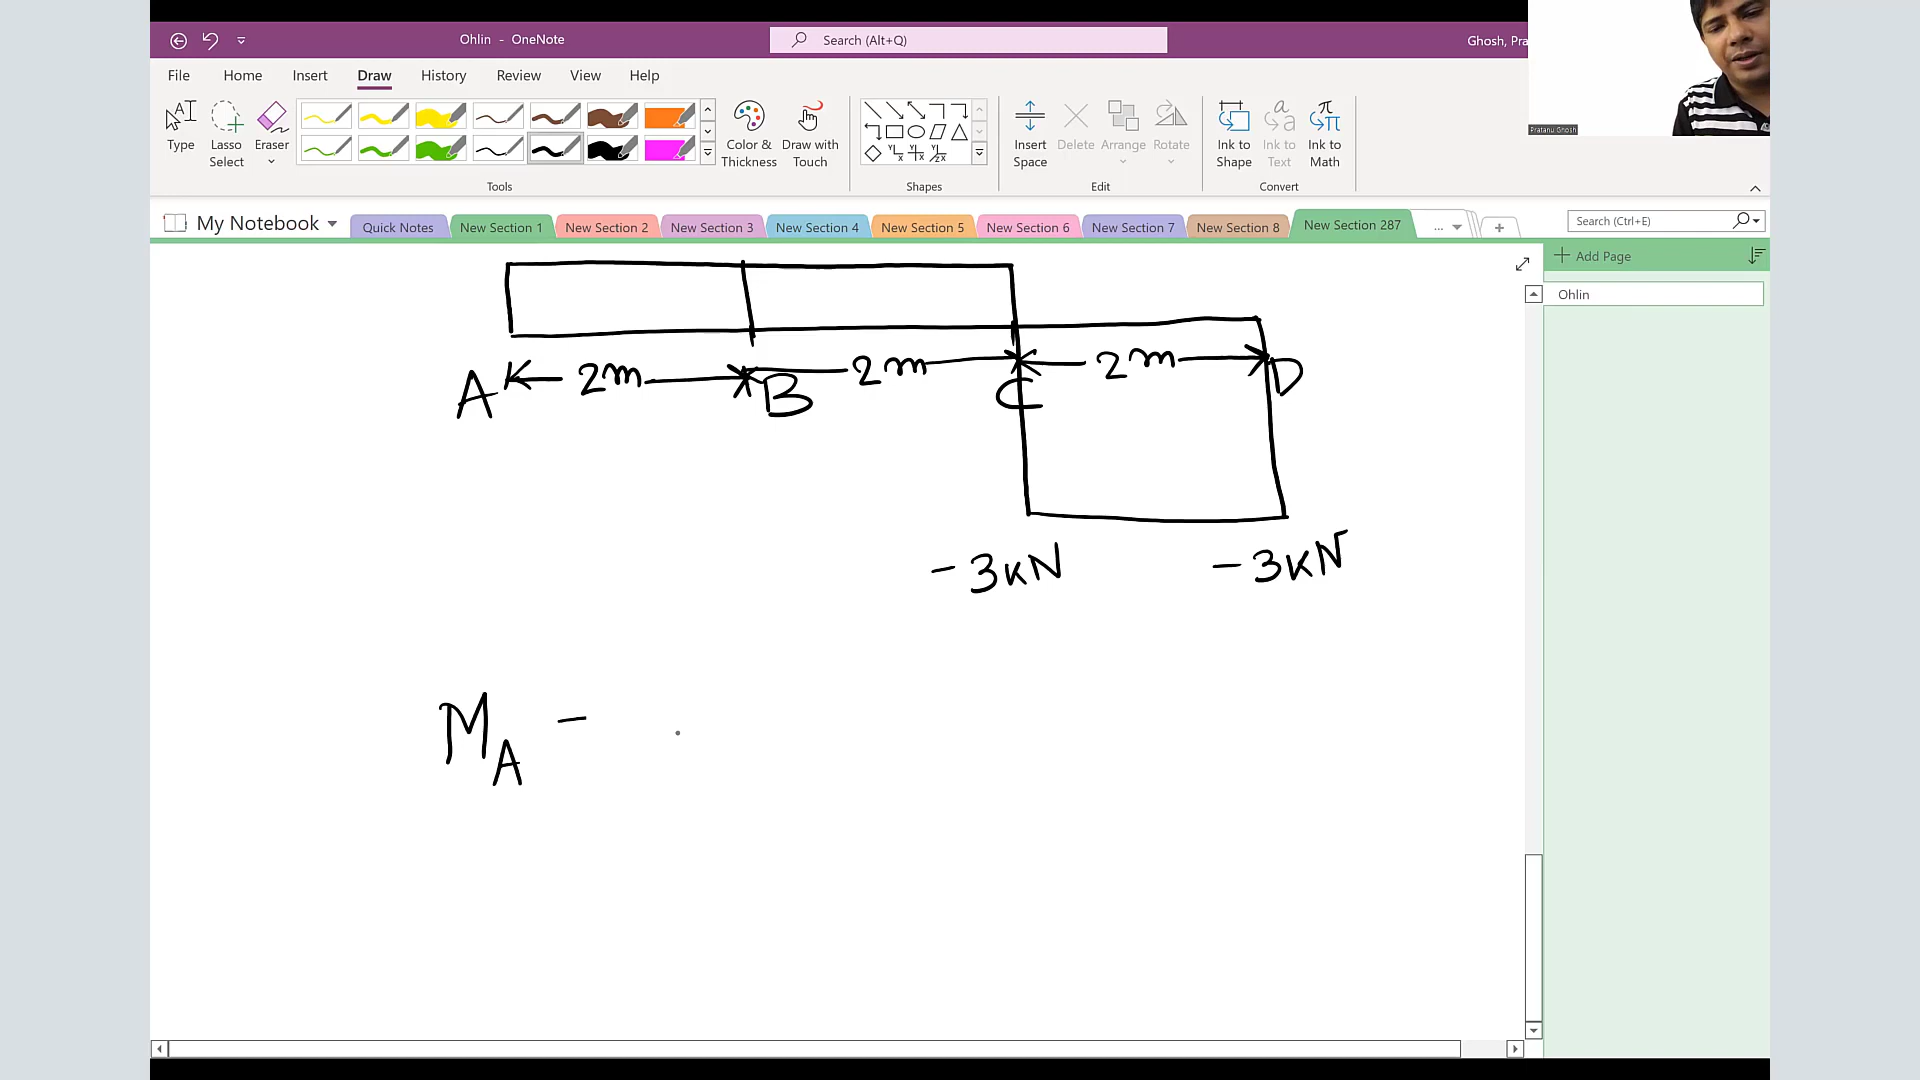 Ohlin - OneNote
Search (Alt+Q)
Ghosh, Pra
File Home Insert Draw History Review View Help
Type
Lasso Select
Eraser
Color & Thickness
Draw with Touch
Insert Space
Delete
Arrange
Rotate
Ink to Shape
Ink to Text
Ink to Math
Tools Shapes Edit Convert
Pratanu Ghosh
My Notebook Quick Notes New Section 1 New Section 2 New Section 3 New Section 4 New Section 5 New Section 6 New Section 7 New Section 8 New Section 287 ...
Search (Ctrl+E)
Add Page
Ohlin
A 2m B 2m C 2m D
-3kN -3kN
M_A -